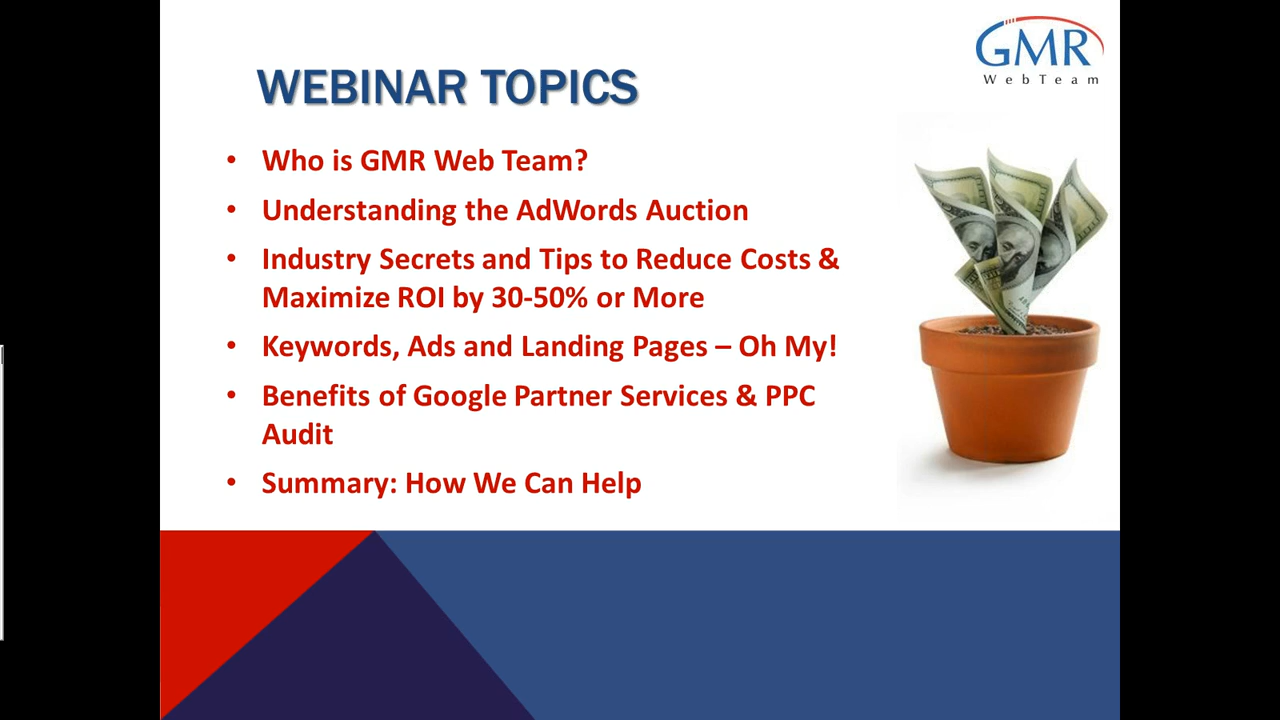 GMR
WebTeam
WEBINAR TOPICS
• Who is GMR Web Team?
• Understanding the AdWords Auction
• Industry Secrets and Tips to Reduce Costs &
Maximize ROI by 30-50% or More
• Keywords, Ads and Landing Pages – Oh My!
• Benefits of Google Partner Services & PPC
Audit
• Summary: How We Can Help